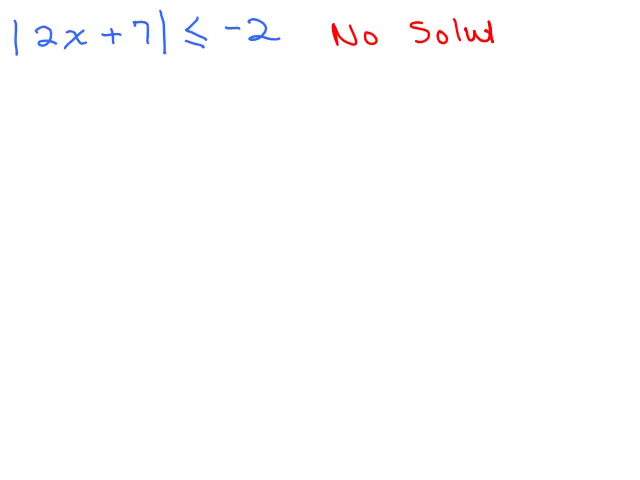 |2x + 7| ≤ -2 No Solut